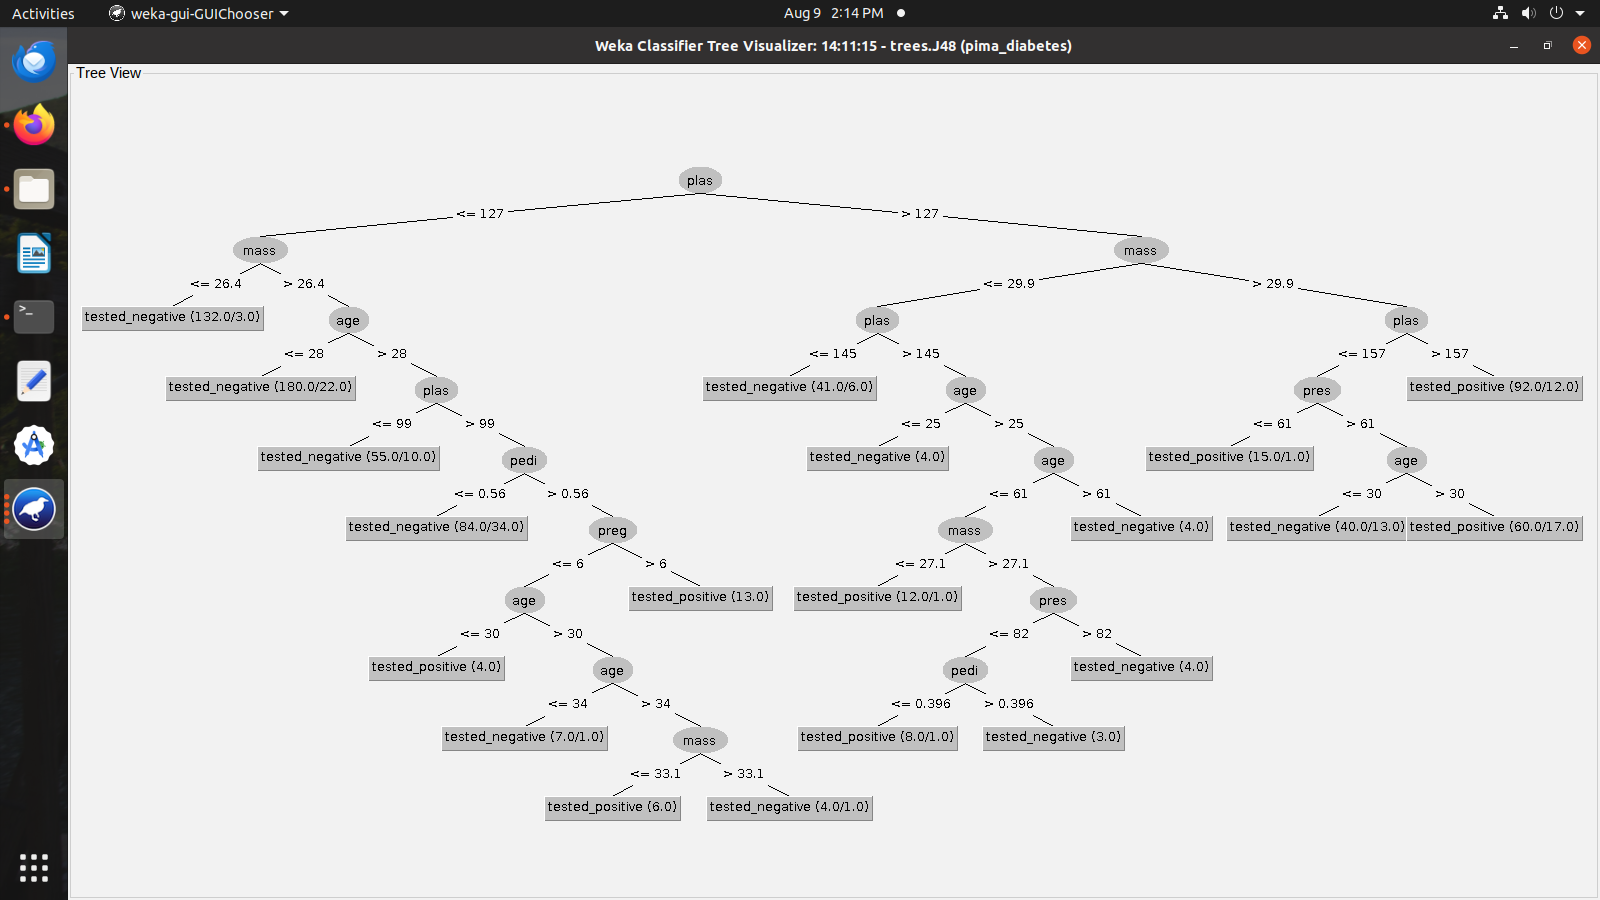 Activities weka-gui-GUIChooser Aug 9 2:14 PM
Weka Classifier Tree Visualizer: 14:11:15 - trees.J48 (pima_diabetes)
Tree View
plas
<= 127 > 127
mass mass
<= 26.4 > 26.4 <= 29.9 > 29.9
tested_negative (132.0/3.0) age plas plas
<= 28 > 28 <= 145 > 145 <= 157 > 157
tested_negative (180.0/22.0) plas tested_negative (41.0/6.0) age pres tested_positive (92.0/12.0)
<= 99 > 99 <= 25 > 25 <= 61 > 61
tested_negative (55.0/10.0) pedi tested_negative (4.0) age tested_positive (15.0/1.0) age
<= 0.56 > 0.56 <= 61 > 61 <= 30 > 30
tested_negative (84.0/34.0) preg mass tested_negative (4.0) tested_negative (40.0/13.0) tested_positive (60.0/17.0)
<= 6 > 6 <= 27.1 > 27.1
age tested_positive (13.0) tested_positive (12.0/1.0) pres
<= 30 > 30 <= 82 > 82
tested_positive (4.0) age pedi tested_negative (4.0)
<= 34 > 34 <= 0.396 > 0.396
tested_negative (7.0/1.0) mass tested_positive (8.0/1.0) tested_negative (3.0)
<= 33.1 > 33.1
tested_positive (6.0) tested_negative (4.0/1.0)